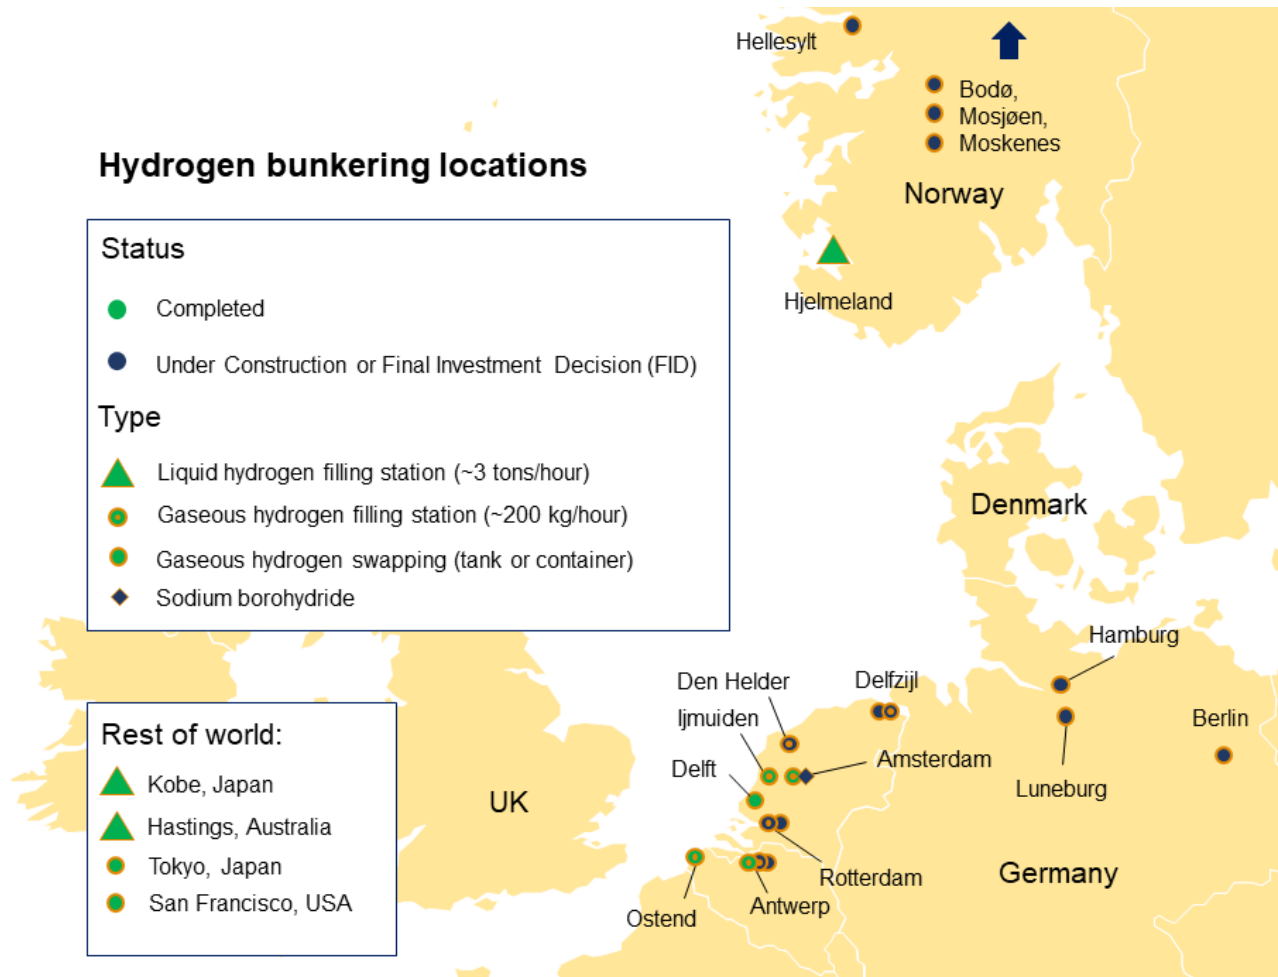 Hellesylt
Bodø,
Mosjøen,
Moskenes
Norway
Hydrogen bunkering locations
Status
Completed
Under Construction or Final Investment Decision (FID)
Type
Liquid hydrogen filling station (~3 tons/hour)
Gaseous hydrogen filling station (~200 kg/hour)
Gaseous hydrogen swapping (tank or container)
Sodium borohydride
Hjelmeland
Denmark
Hamburg
Den Helder
Delfzijl
Ijmuiden
Berlin
Delft
Amsterdam
Luneburg
UK
Rotterdam
Germany
Ostend
Antwerp
Rest of world:
Kobe, Japan
Hastings, Australia
Tokyo, Japan
San Francisco, USA